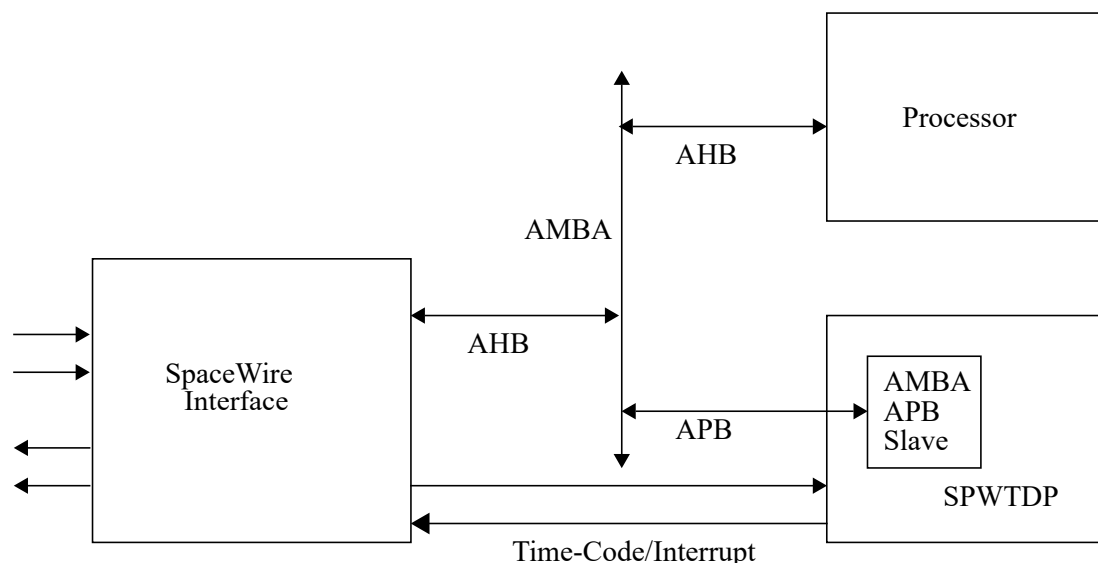 Processor
AHB
AMBA
AHB
SpaceWire
Interface
AMBA
APB
Slave
APB
SPWTDP
Time-Code/Interrupt